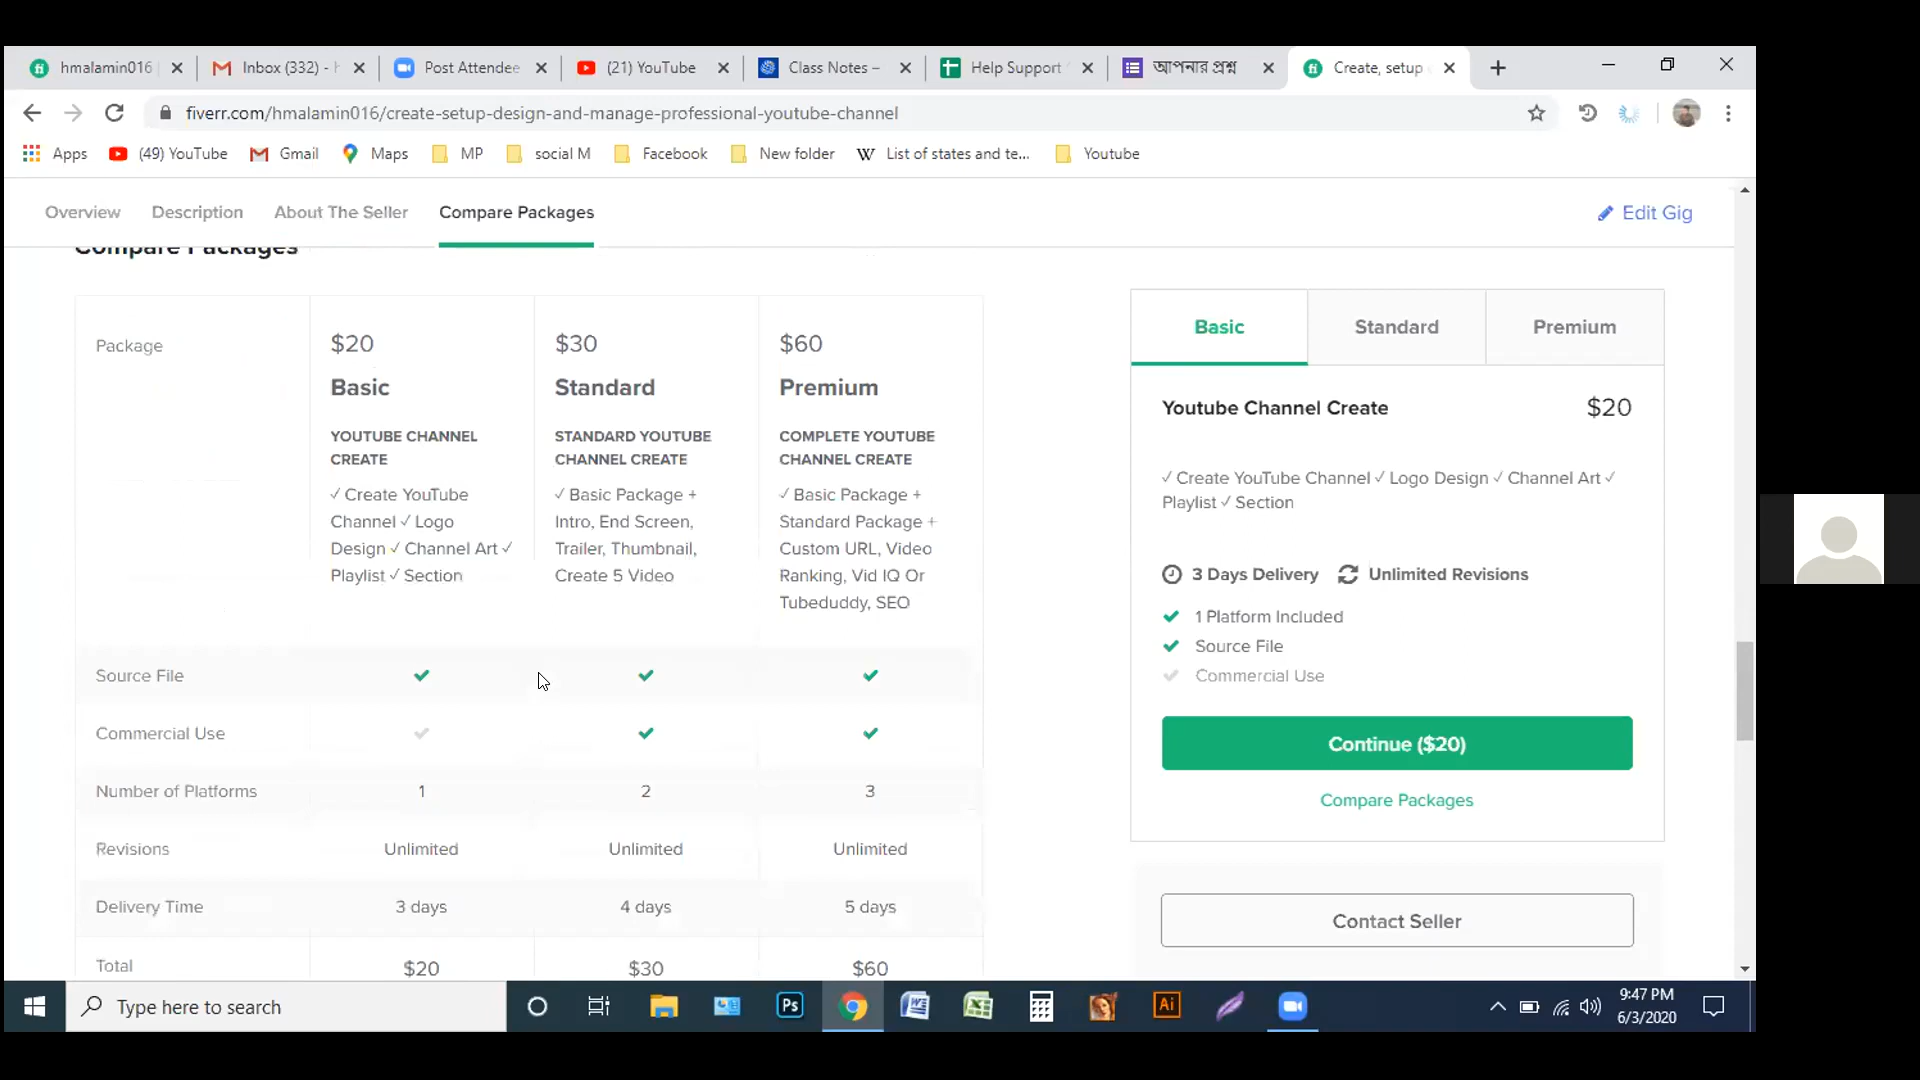 hmalamin016
Inbox (332) - h
Post Attendee
(21) YouTube
Class Notes –
Help Support
আপনার প্রশ্ন
Create, setup
fiverr.com/hmalamin016/create-setup-design-and-manage-professional-youtube-channel
Apps
(49) YouTube
Gmail
Maps
MP
social M
Facebook
New folder
W List of states and te...
Youtube
Overview
Description
About The Seller
Compare Packages
Edit Gig
Compare Packages
Package
$20
Basic
YOUTUBE CHANNEL
CREATE
✓ Create YouTube
Channel ✓ Logo
Design ✓ Channel Art ✓
Playlist ✓ Section
$30
Standard
STANDARD YOUTUBE
CHANNEL CREATE
✓ Basic Package +
Intro, End Screen,
Trailer, Thumbnail,
Create 5 Video
$60
Premium
COMPLETE YOUTUBE
CHANNEL CREATE
✓ Basic Package +
Standard Package +
Custom URL, Video
Ranking, Vid IQ Or
Tubeduddy, SEO
Source File
Commercial Use
Number of Platforms 1 2 3
Revisions Unlimited Unlimited Unlimited
Delivery Time 3 days 4 days 5 days
Total $20 $30 $60
Basic
Standard
Premium
Youtube Channel Create $20
✓ Create YouTube Channel ✓ Logo Design ✓ Channel Art ✓
Playlist ✓ Section
3 Days Delivery Unlimited Revisions
1 Platform Included
Source File
Commercial Use
Continue ($20)
Compare Packages
Contact Seller
Type here to search
Ps
Ai
9:47 PM
6/3/2020